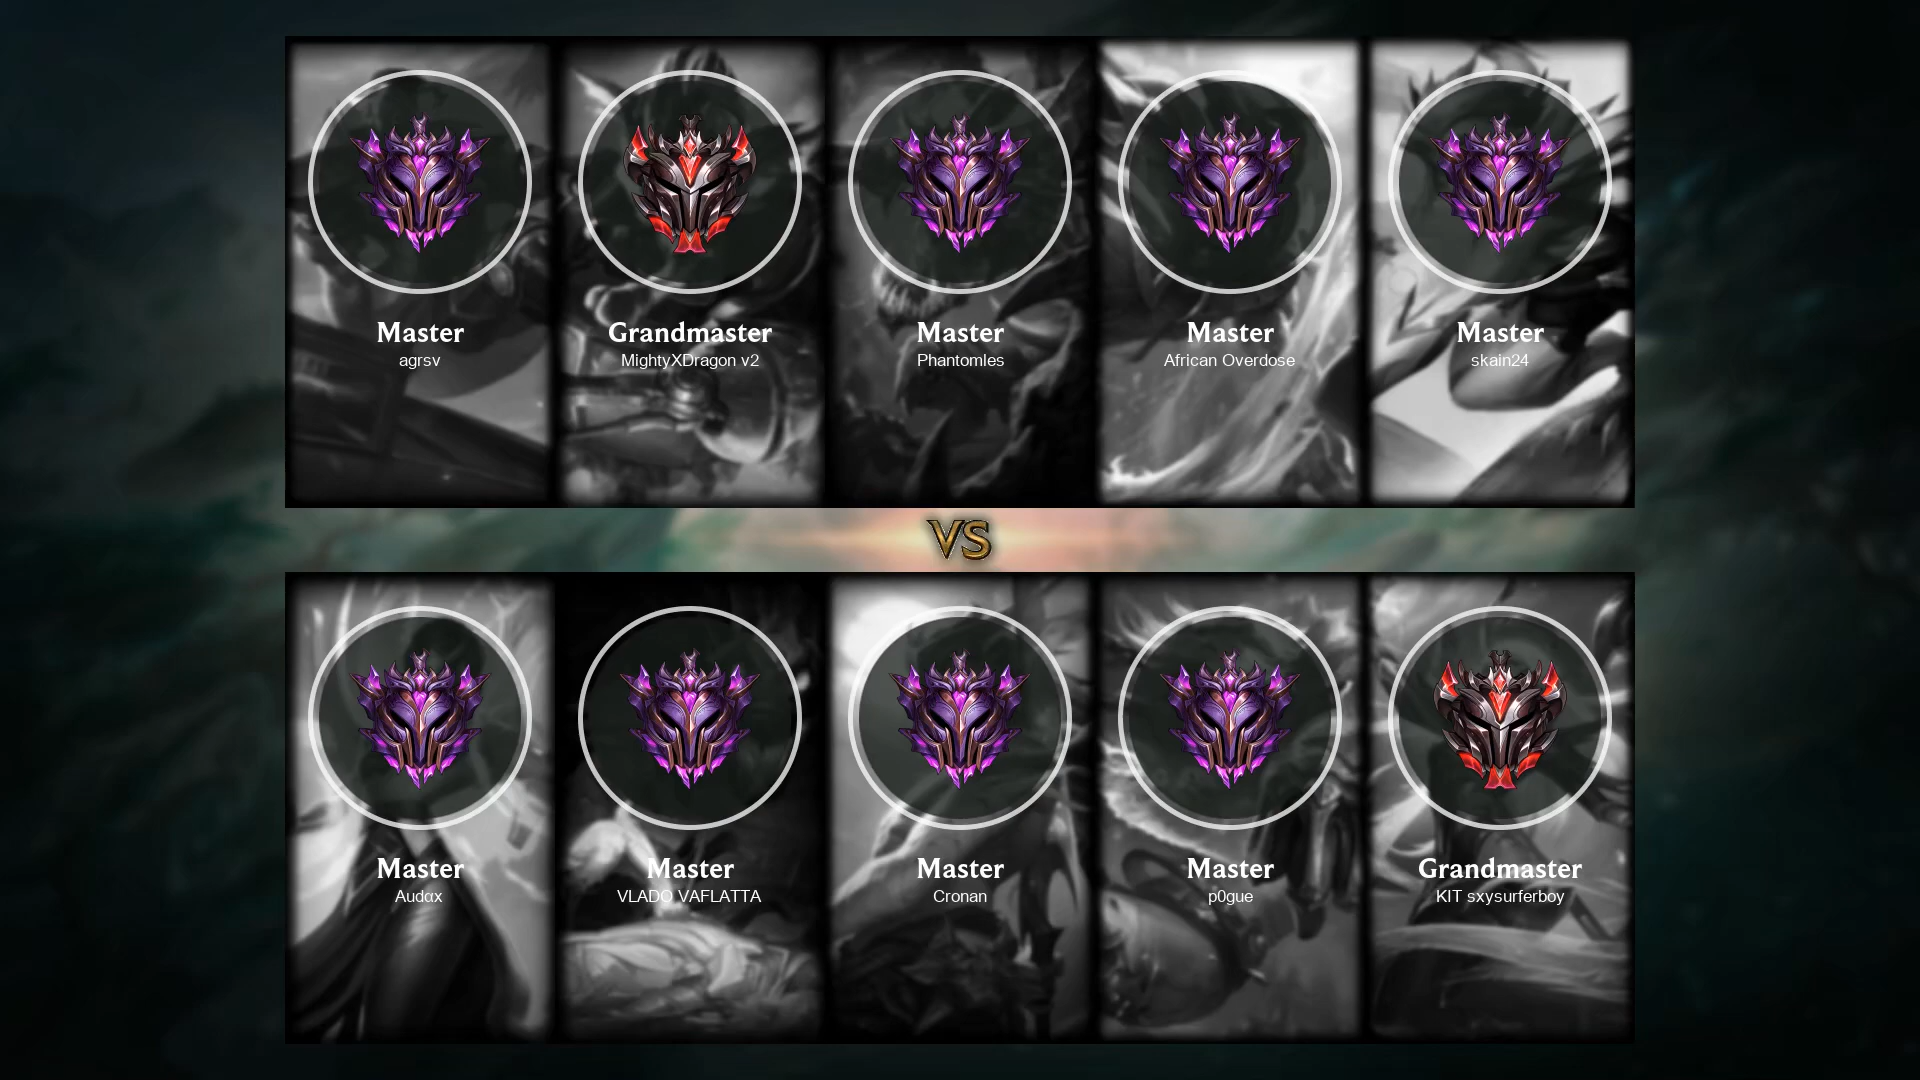 Master
agrsv
Grandmaster
MightyXDragon v2
Master
Phantomles
Master
African Overdose
Master
skain24
VS
Master
Audαx
Master
VLADO VAFLATTA
Master
Cronan
Master
p0gue
Grandmaster
KIT sxysurferboy